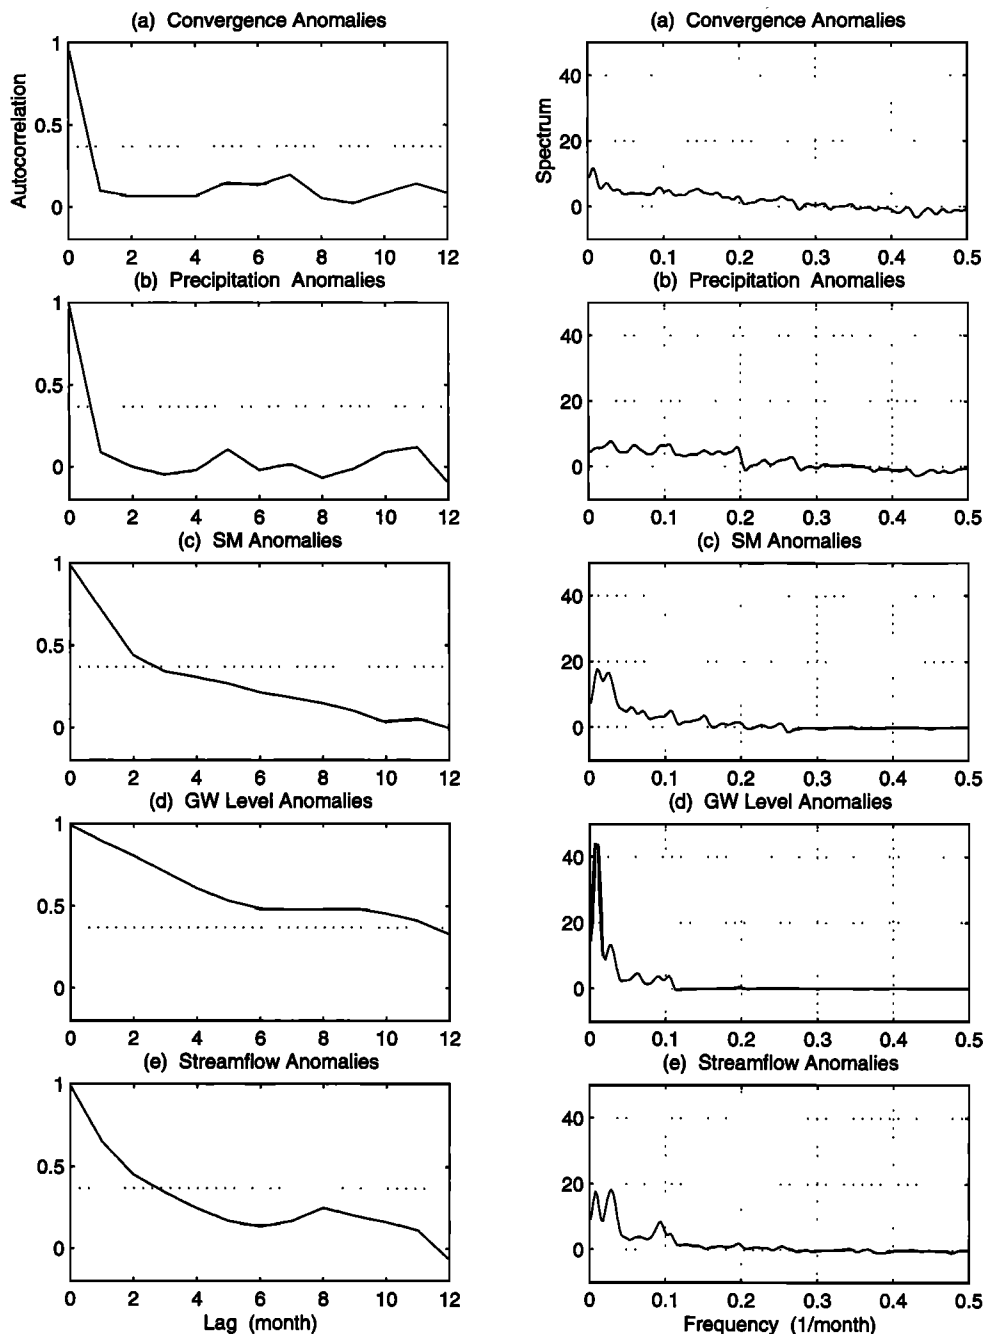 (a) Convergence Anomalies
1
0.5
0
Autocorrelation
0 2 4 6 8 10 12
(b) Precipitation Anomalies
1
0.5
0
0 2 4 6 8 10 12
(c) SM Anomalies
1
0.5
0
0 2 4 6 8 10 12
(d) GW Level Anomalies
1
0.5
0
0 2 4 6 8 10 12
(e) Streamflow Anomalies
1
0.5
0
0 2 4 6 8 10 12
Lag (month)
(a) Convergence Anomalies
40
20
0
Spectrum
0 0.1 0.2 0.3 0.4 0.5
(b) Precipitation Anomalies
40
20
0
0 0.1 0.2 0.3 0.4 0.5
(c) SM Anomalies
40
20
0
0 0.1 0.2 0.3 0.4 0.5
(d) GW Level Anomalies
40
20
0
0 0.1 0.2 0.3 0.4 0.5
(e) Streamflow Anomalies
40
20
0
0 0.1 0.2 0.3 0.4 0.5
Frequency (1/month)